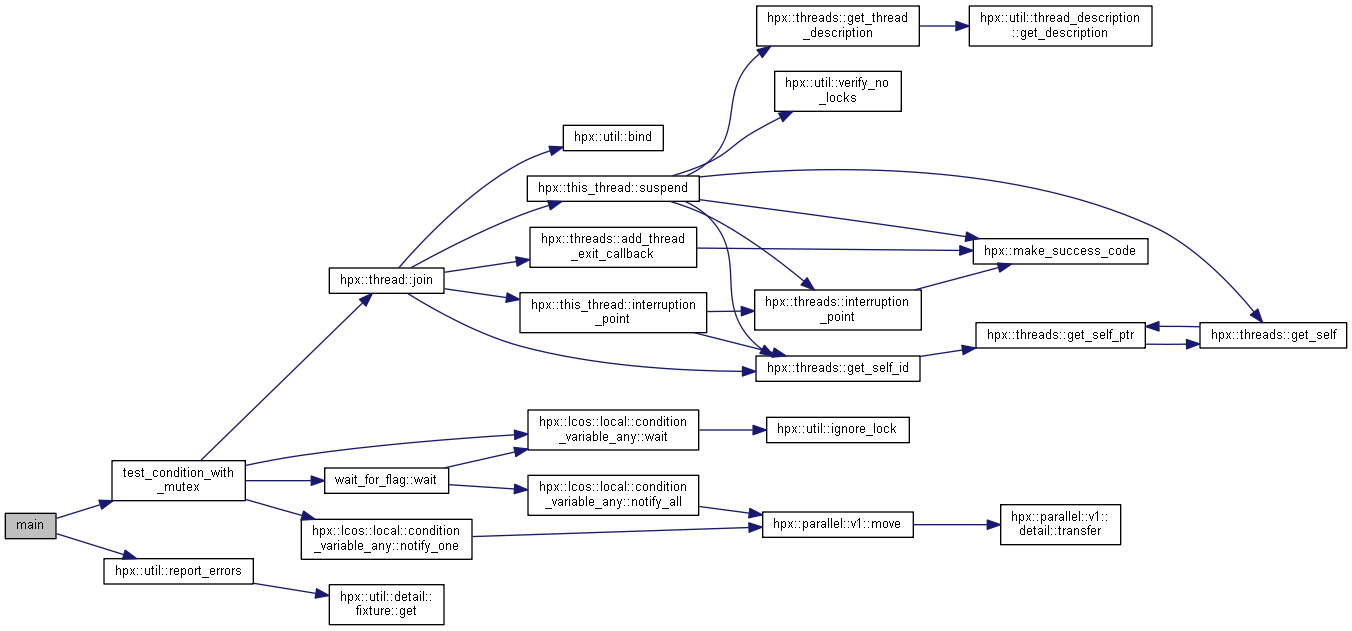 hpx::threads::get_thread
_description
hpx::util::thread_description
::get_description
hpx::util::verify_no
_locks
hpx::util::bind
hpx::this_thread::suspend
hpx::threads::add_thread
_exit_callback
hpx::make_success_code
hpx::thread::join
hpx::this_thread::interruption
_point
hpx::threads::interruption
_point
hpx::threads::get_self_ptr
hpx::threads::get_self
hpx::threads::get_self_id
hpx::lcos::local::condition
_variable_any::wait
hpx::util::ignore_lock
test_condition_with
_mutex
wait_for_flag::wait
hpx::lcos::local::condition
_variable_any::notify_all
main
hpx::lcos::local::condition
_variable_any::notify_one
hpx::parallel::v1::move
hpx::parallel::v1::
detail::transfer
hpx::util::report_errors
hpx::util::detail::
fixture::get